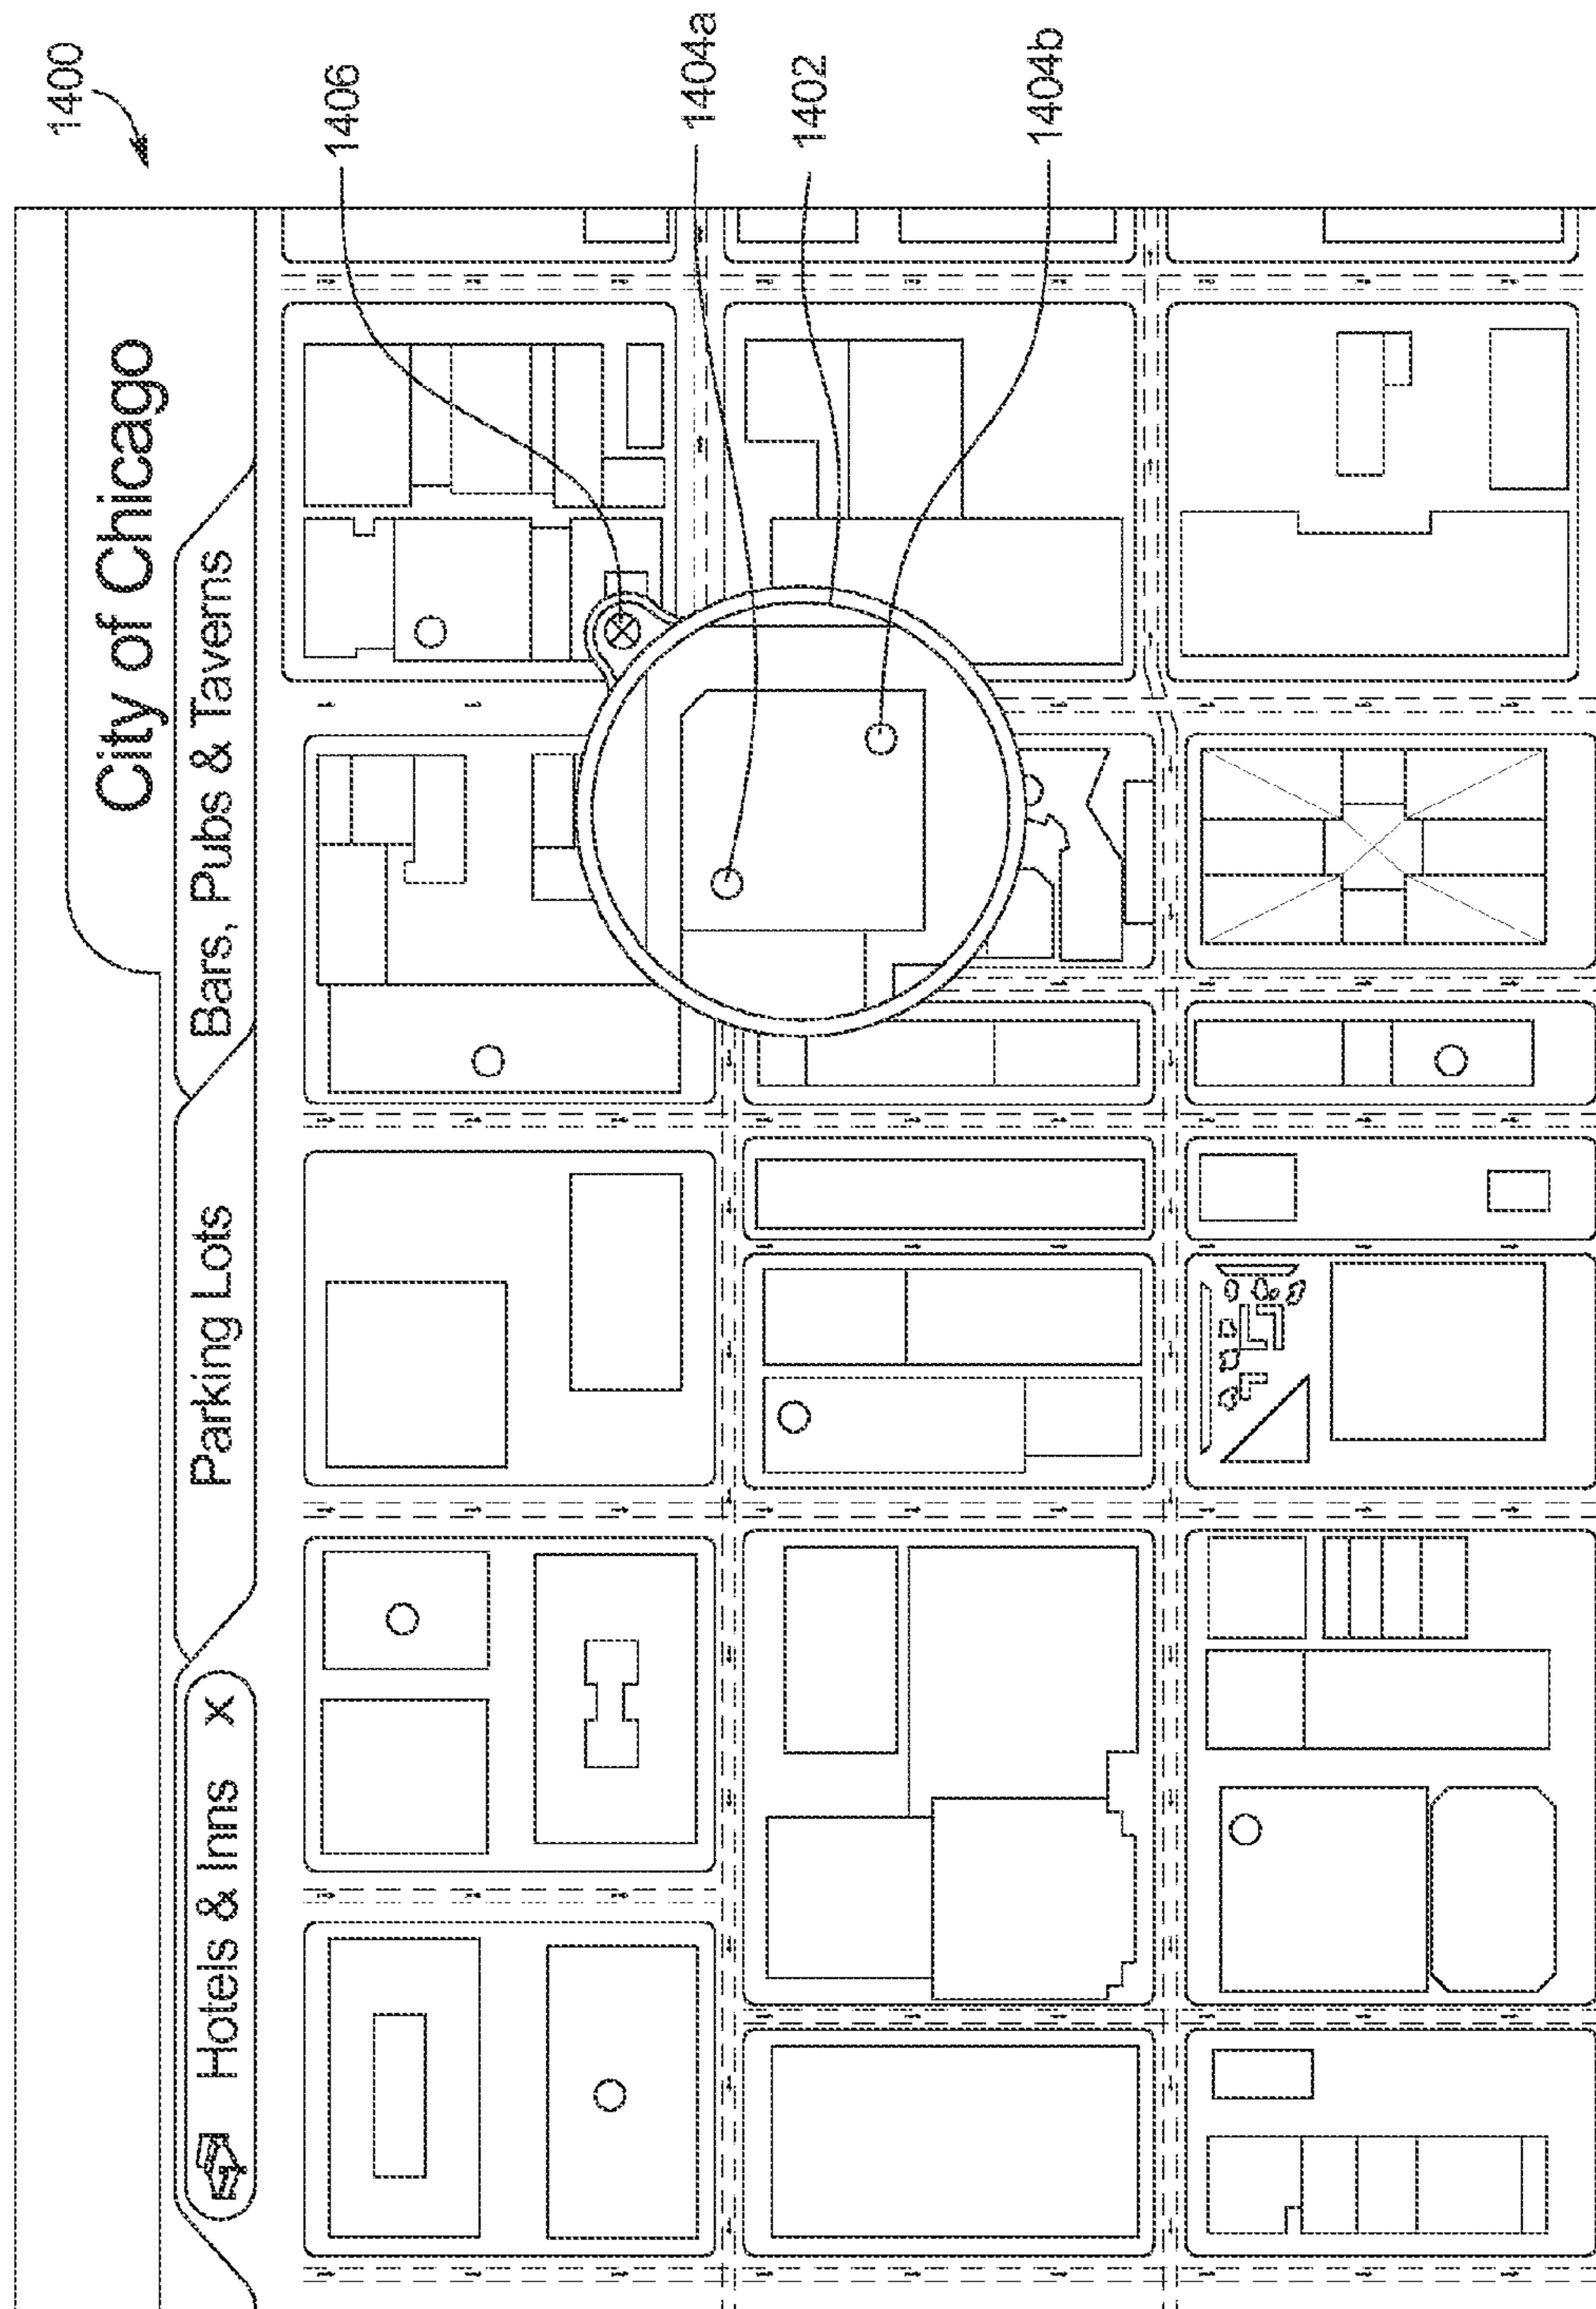 1400
City of Chicago
Hotels & Inns X
Parking Lots
Bars, Pubs & Taverns
1406
1404a
1402
1404b